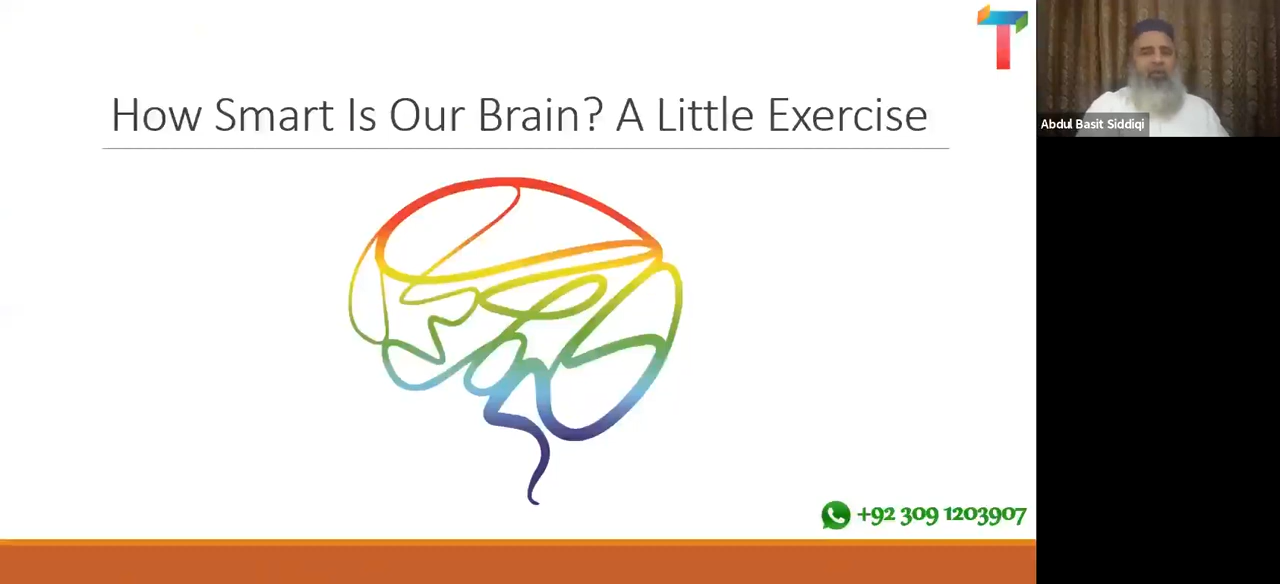 How Smart Is Our Brain? A Little Exercise
Abdul Basit Siddiqi
+92 309 1203907